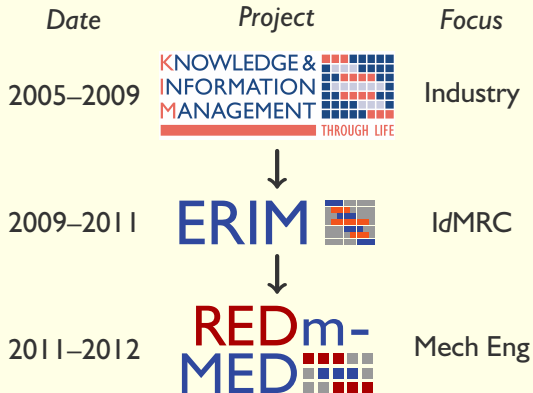 Date Project Focus
KNOWLEDGE &
INFORMATION
MANAGEMENT
THROUGH LIFE
2005–2009 Industry
2009–2011 ERIM IdMRC
REDm-
MED
2011–2012 Mech Eng